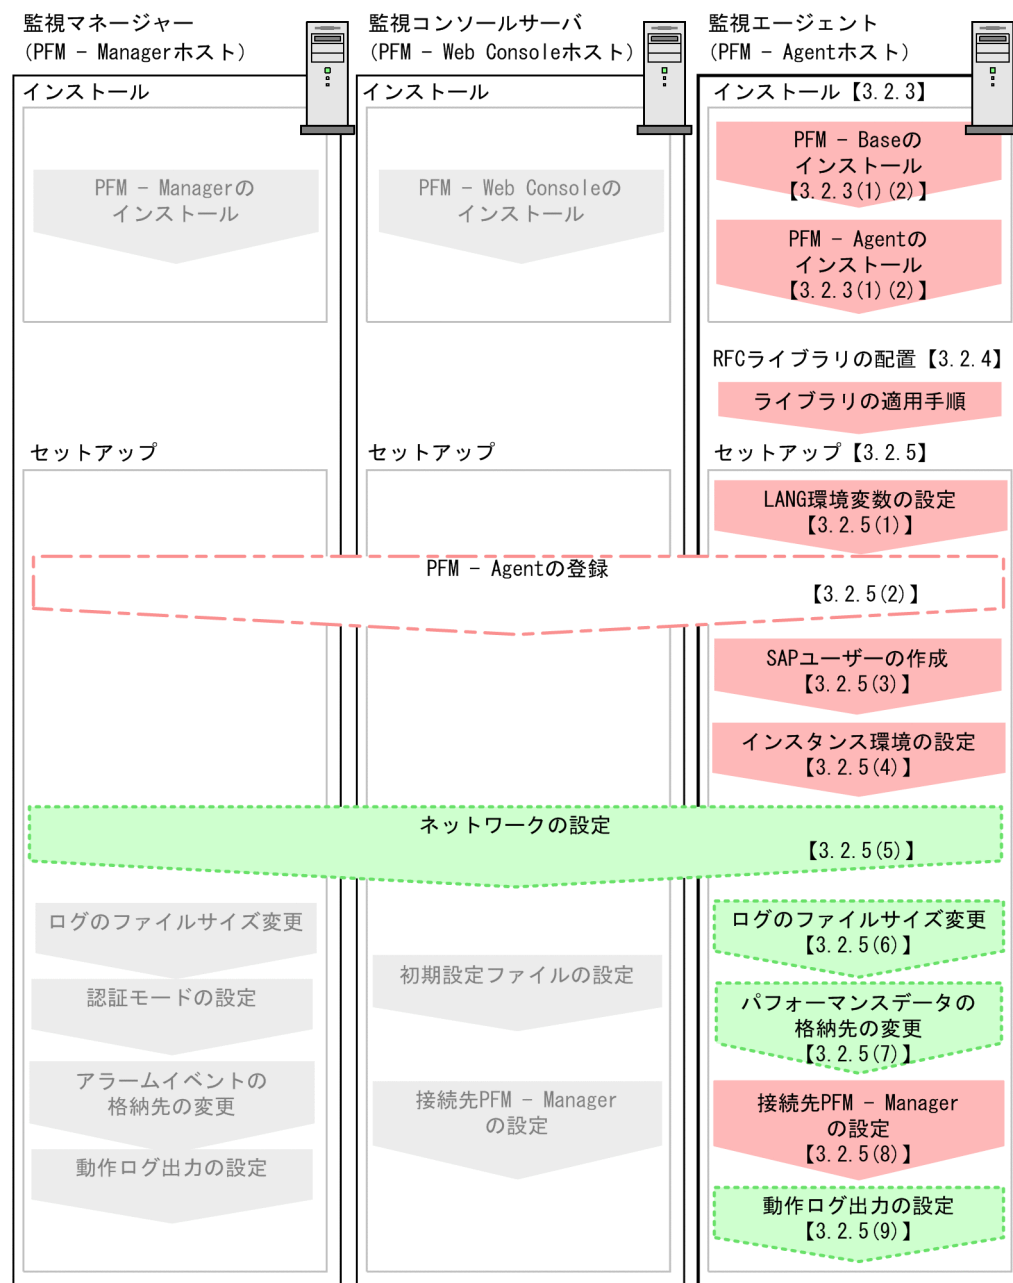 監視マネージャー
(PFM － Managerホスト)
監視コンソールサーバ
(PFM － Web Consoleホスト)
監視エージェント
(PFM － Agentホスト)
インストール
PFM － Managerの
インストール
インストール
PFM － Web Consoleの
インストール
インストール【3.2.3】
PFM － Baseの
インストール
【3.2.3(1)(2)】
PFM － Agentの
インストール
【3.2.3(1)(2)】
RFCライブラリの配置【3.2.4】
ライブラリの適用手順
セットアップ
セットアップ
セットアップ【3.2.5】
LANG環境変数の設定
【3.2.5(1)】
PFM － Agentの登録
【3.2.5(2)】
SAPユーザーの作成
【3.2.5(3)】
インスタンス環境の設定
【3.2.5(4)】
ネットワークの設定
【3.2.5(5)】
ログのファイルサイズ変更
認証モードの設定
アラームイベントの
格納先の変更
動作ログ出力の設定
初期設定ファイルの設定
接続先PFM － Manager
の設定
ログのファイルサイズ変更
【3.2.5(6)】
パフォーマンスデータの
格納先の変更
【3.2.5(7)】
接続先PFM － Manager
の設定
【3.2.5(8)】
動作ログ出力の設定
【3.2.5(9)】